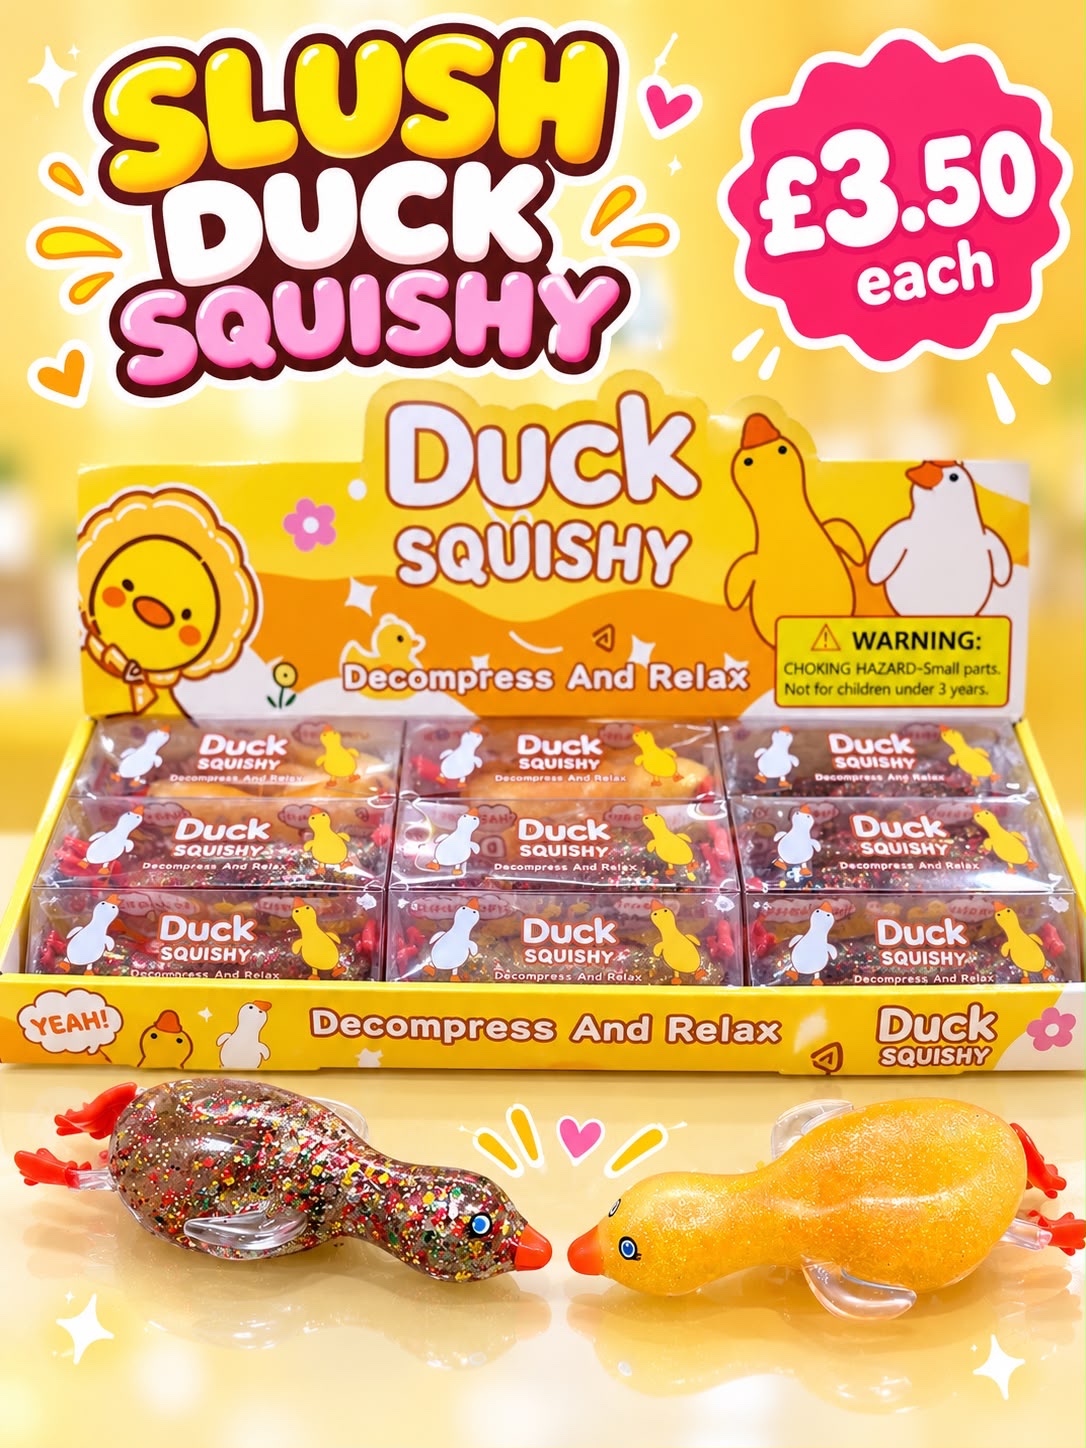 SLUSH
DUCK
SQUISHY
£3.50
each
Duck
SQUISHY
Decompress And Relax
WARNING:
CHOKING HAZARD-Small parts.
Not for children under 3 years.
Duck
SQUISHY
Decompress And Relax
Duck
SQUISHY
Decompress And Relax
Duck
SQUISHY
Decompress And Relax
Duck
SQUISHY
Decompress And Relax
Duck
SQUISHY
Decompress And Relax
Duck
SQUISHY
Decompress And Relax
Duck
SQUISHY
Decompress And Relax
Duck
SQUISHY
Decompress And Relax
Duck
SQUISHY
Decompress And Relax
YEAH!
Decompress And Relax
Duck
SQUISHY